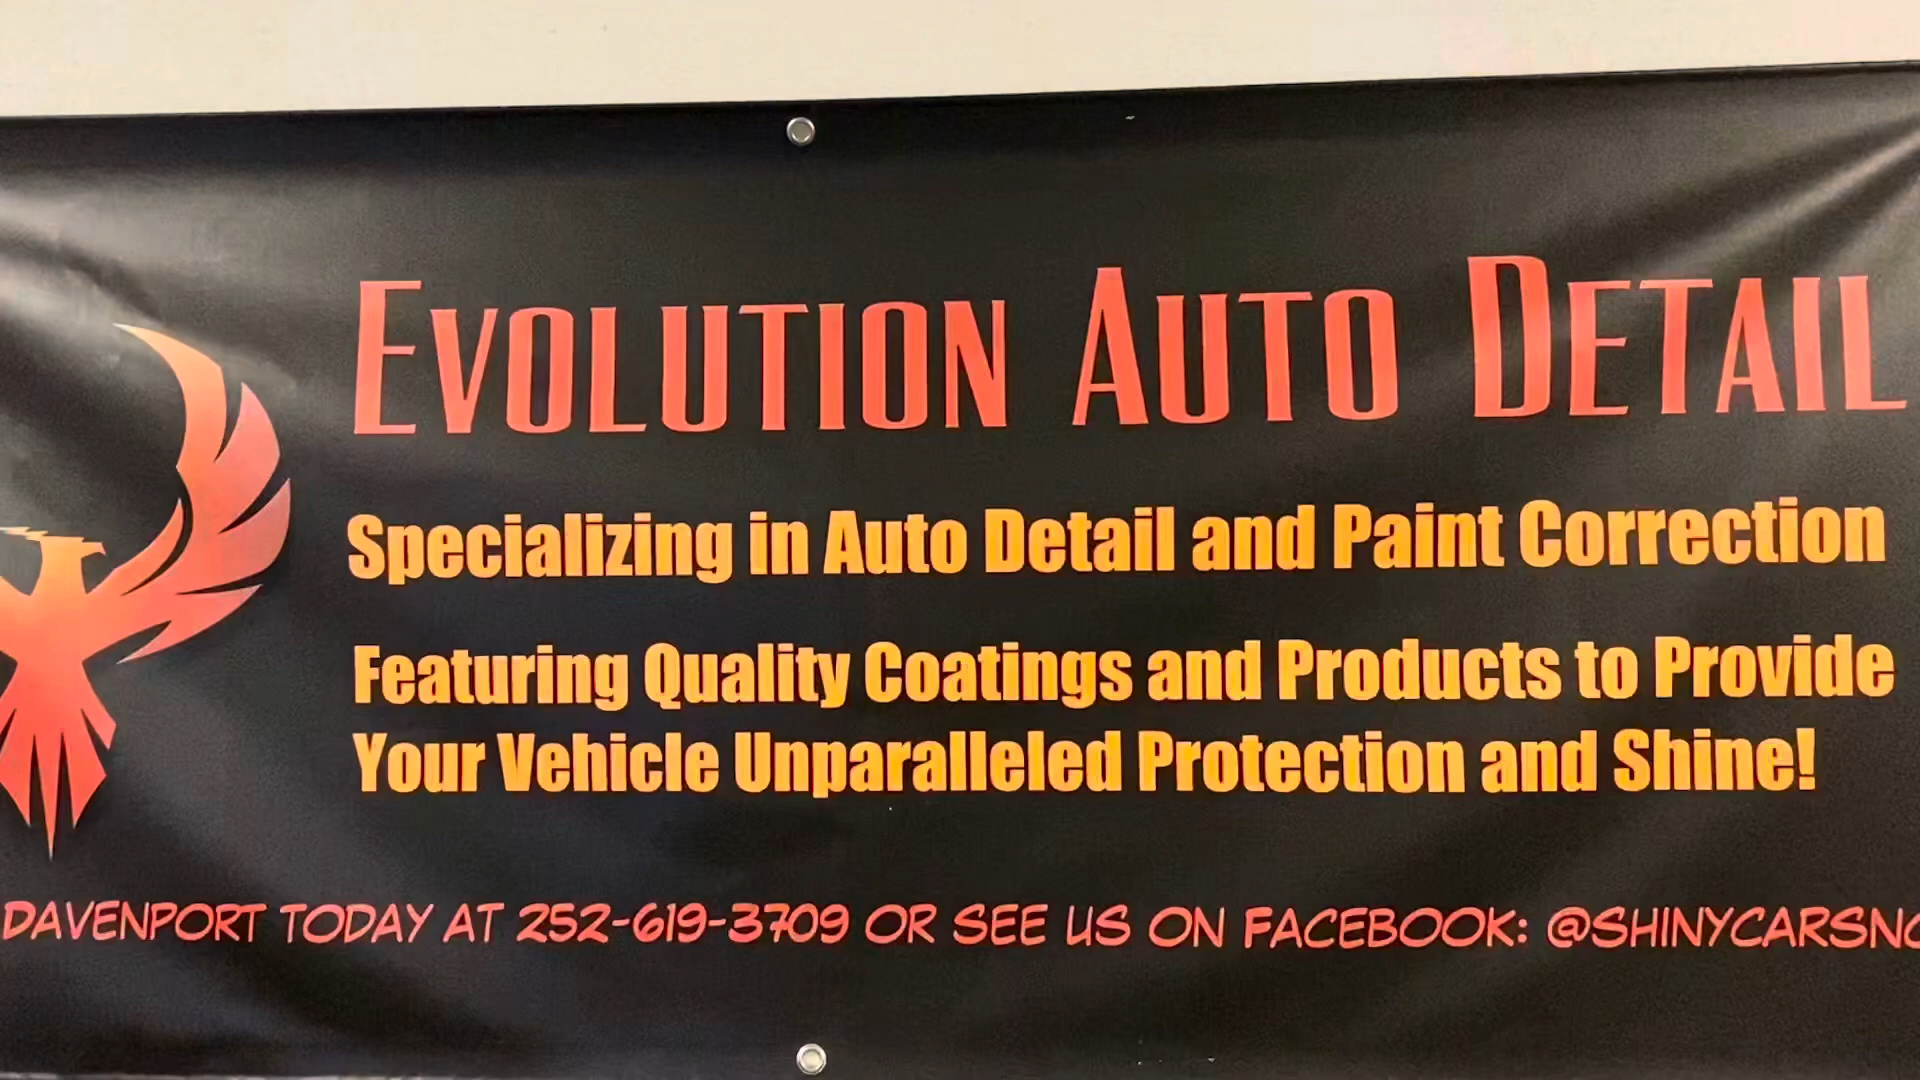 EVOLUTION AUTO DETAIL
Specializing in Auto Detail and Paint Correction
Featuring Quality Coatings and Products to Provide
Your Vehicle Unparalleled Protection and Shine!
DAVENPORT TODAY AT 252-619-3709 OR SEE US ON FACEBOOK: @SHINYCARSNC